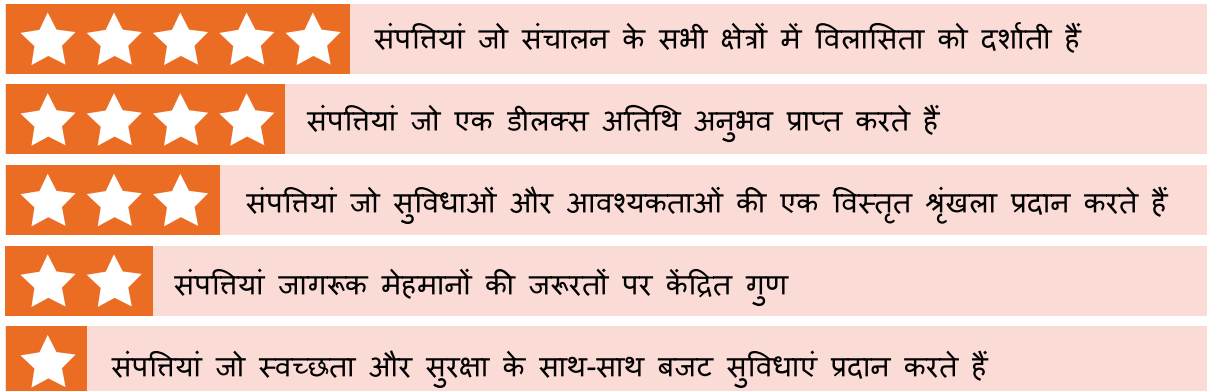 संपत्तियां जो संचालन के सभी क्षेत्रों में विलासिता को दर्शाती हैं
संपत्तियां जो एक डीलक्स अतिथि अनुभव प्राप्त करते हैं
संपत्तियां जो सुविधाओं और आवश्यकताओं की एक विस्तृत श्रृंखला प्रदान करते हैं
संपत्तियां जागरूक मेहमानों की जरूरतों पर केंद्रित गुण
संपत्तियां जो स्वच्छता और सुरक्षा के साथ-साथ बजट सुविधाएं प्रदान करते हैं